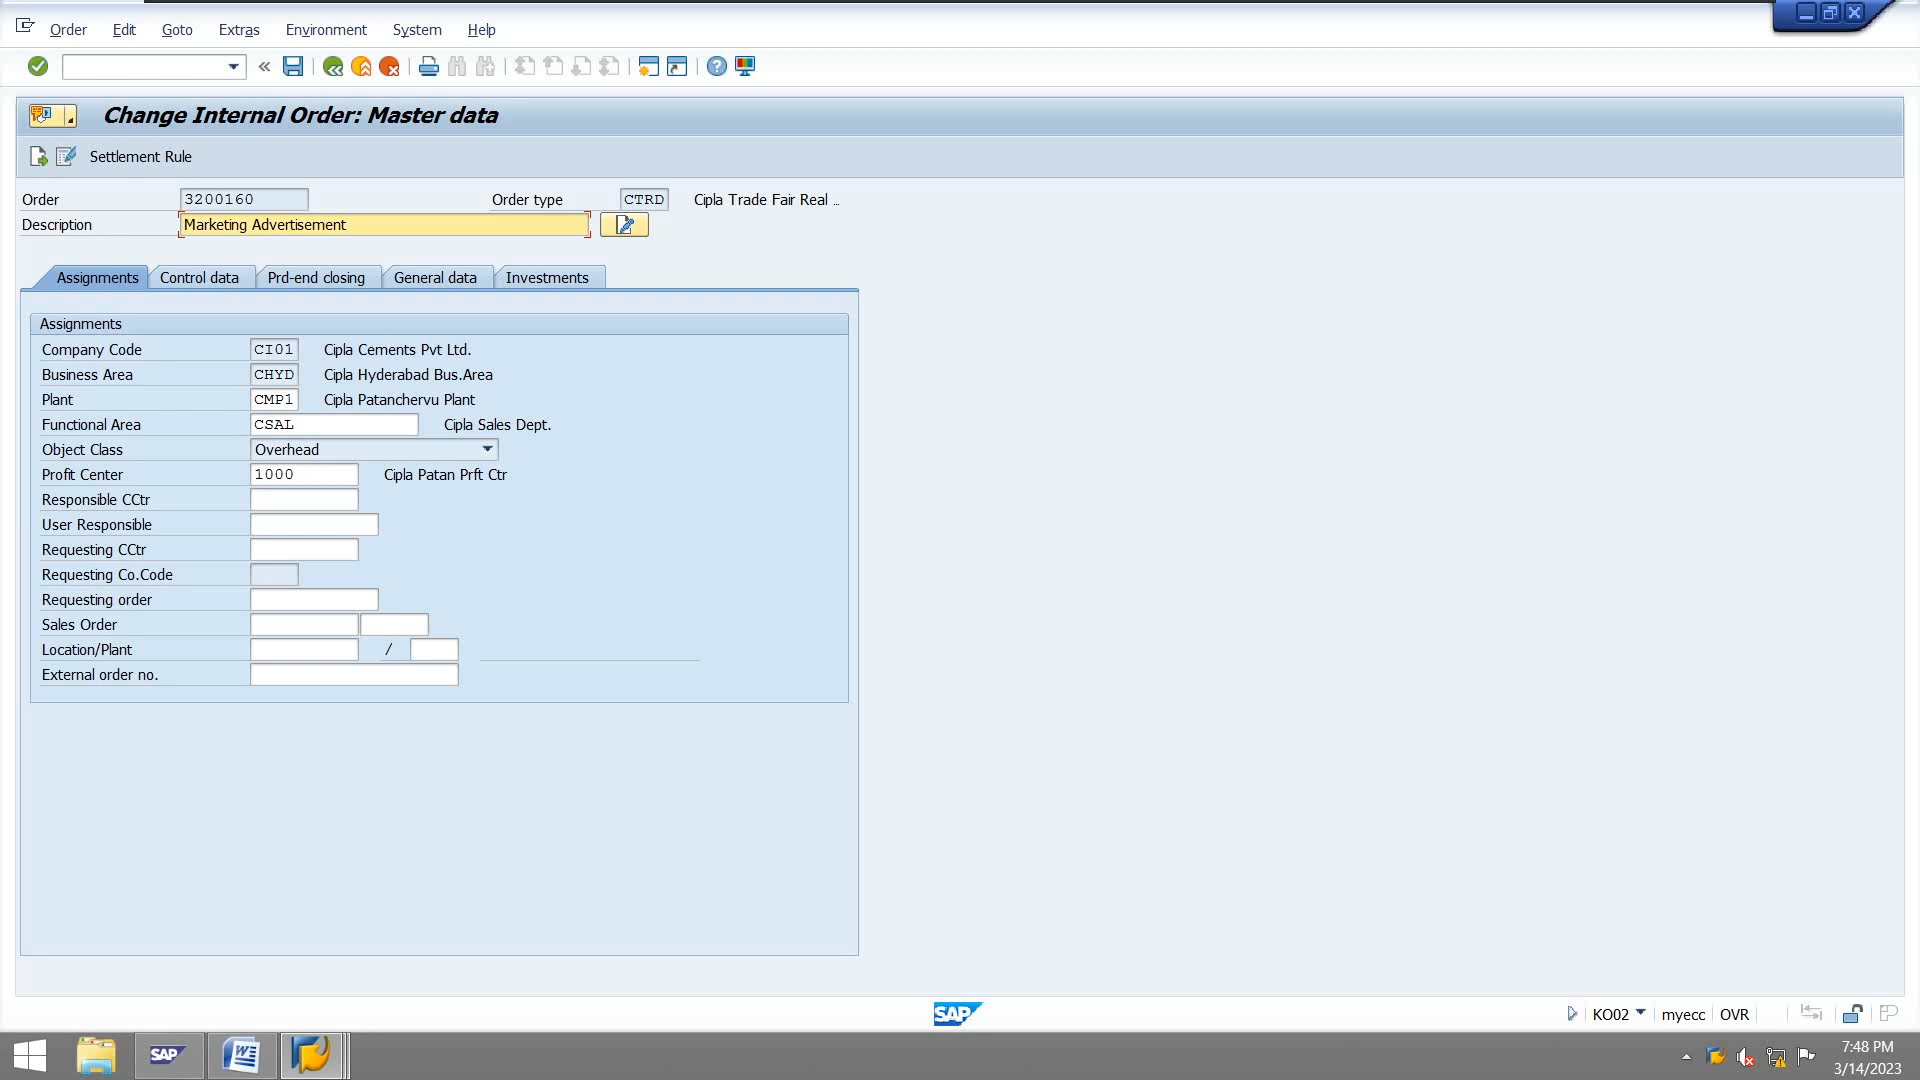 Order Edit Goto Extras Environment System Help
Change Internal Order: Master data
Settlement Rule
Order 3200160 Order type CTRD Cipla Trade Fair Real ..
Description Marketing Advertisement
Assignments Control data Prd-end closing General data Investments
Assignments
Company Code CI01 Cipla Cements Pvt Ltd.
Business Area CHYD Cipla Hyderabad Bus.Area
Plant CMP1 Cipla Patanchervu Plant
Functional Area CSAL Cipla Sales Dept.
Object Class Overhead
Profit Center 1000 Cipla Patan Prft Ctr
Responsible CCtr
User Responsible
Requesting CCtr
Requesting Co.Code
Requesting order
Sales Order
Location/Plant /
External order no.
SAP KO02 myecc OVR
SAP 7:48 PM
3/14/2023